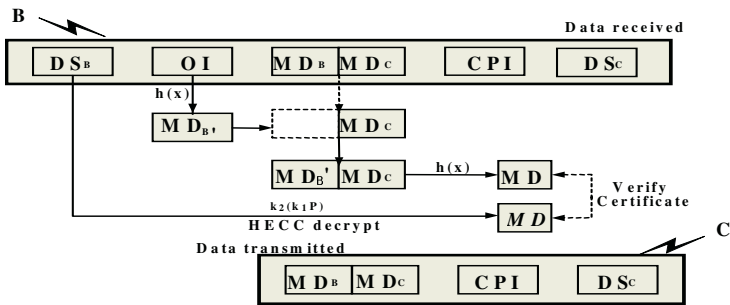 B
Data received
DSB OI MDB MDC CPI DSC
h(x)
MDB' MDC
MDB' MDC h(x) MD
Verify
Certificate
k2(k1P)
HECC decrypt MD
Data transmitted
C
MDB MDC CPI DSC